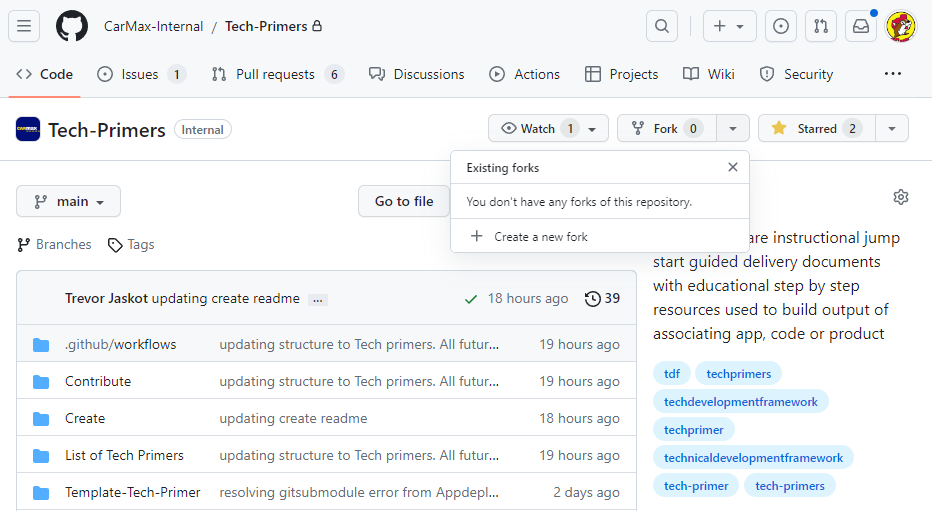 CarMax-Internal / Tech-Primers
Code Issues 1 Pull requests 6 Discussions Actions Projects Wiki Security ...
CARMAX Tech-Primers Internal Watch 1 Fork 0 Starred 2
Existing forks
You don't have any forks of this repository.
Create a new fork
main Go to file
Branches Tags
are instructional jump
start guided delivery documents
with educational step by step
resources used to build output of
associating app, code or product
Trevor Jaskot updating create readme ... 18 hours ago 39
.github/workflows updating structure to Tech primers. All futur... 19 hours ago
Contribute updating structure to Tech primers. All futur... 19 hours ago
Create updating create readme 18 hours ago
List of Tech Primers updating structure to Tech primers. All futur... 19 hours ago
Template-Tech-Primer resolving gitsubmodule error from Appdepl... 2 days ago
tdf techprimers
techdevelopmentframework
techprimer
technicaldevelopmentframework
tech-primer tech-primers